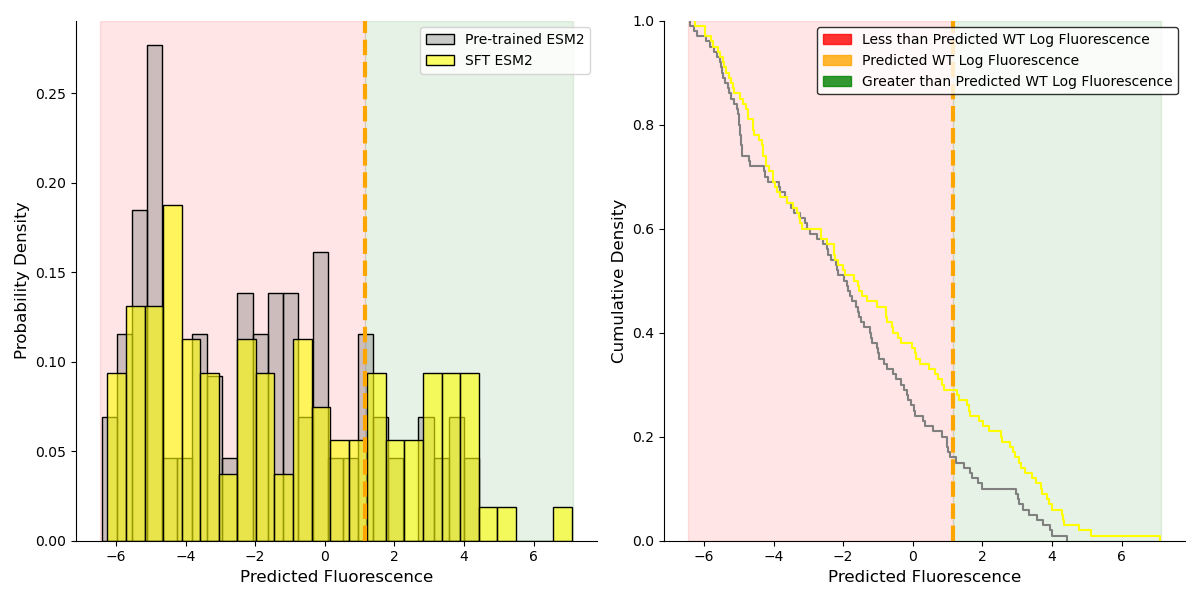 Probability Density
0.25
0.20
0.15
0.10
0.05
0.00
−6 −4 −2 0 2 4 6
Predicted Fluorescence
Pre-trained ESM2
SFT ESM2
Cumulative Density
1.0
0.8
0.6
0.4
0.2
0.0
−6 −4 −2 0 2 4 6
Predicted Fluorescence
Less than Predicted WT Log Fluorescence
Predicted WT Log Fluorescence
Greater than Predicted WT Log Fluorescence